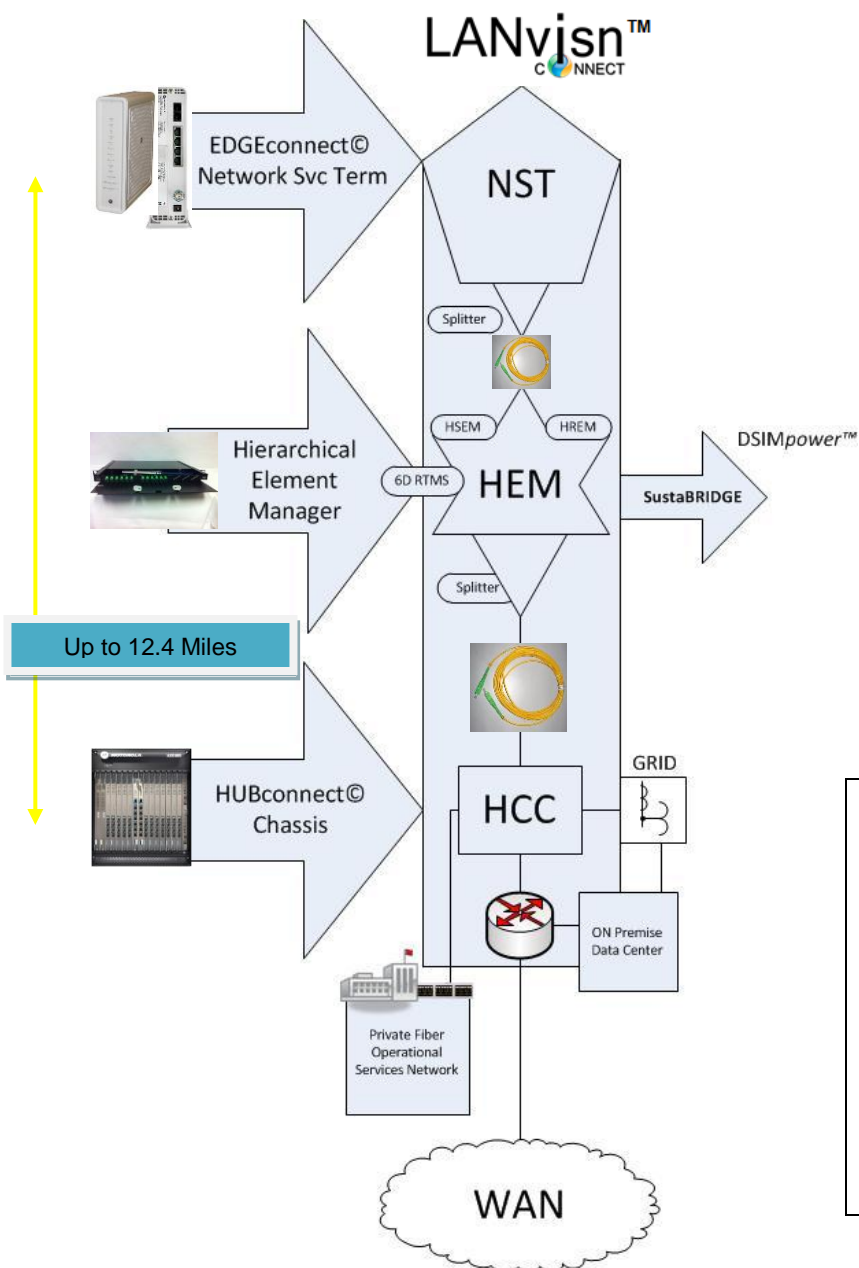 LANvisn™
CONNECT
EDGEconnect©
Network Svc Term
NST
Splitter
HSEM
HREM
DSIMpower™
Hierarchical
Element
Manager
6D RTMS
HEM
SustaBRIDGE
Splitter
Up to 12.4 Miles
GRID
HUBconnect©
Chassis
HCC
ON Premise
Data Center
Private Fiber
Operational
Services Network
WAN
MOTOROLA